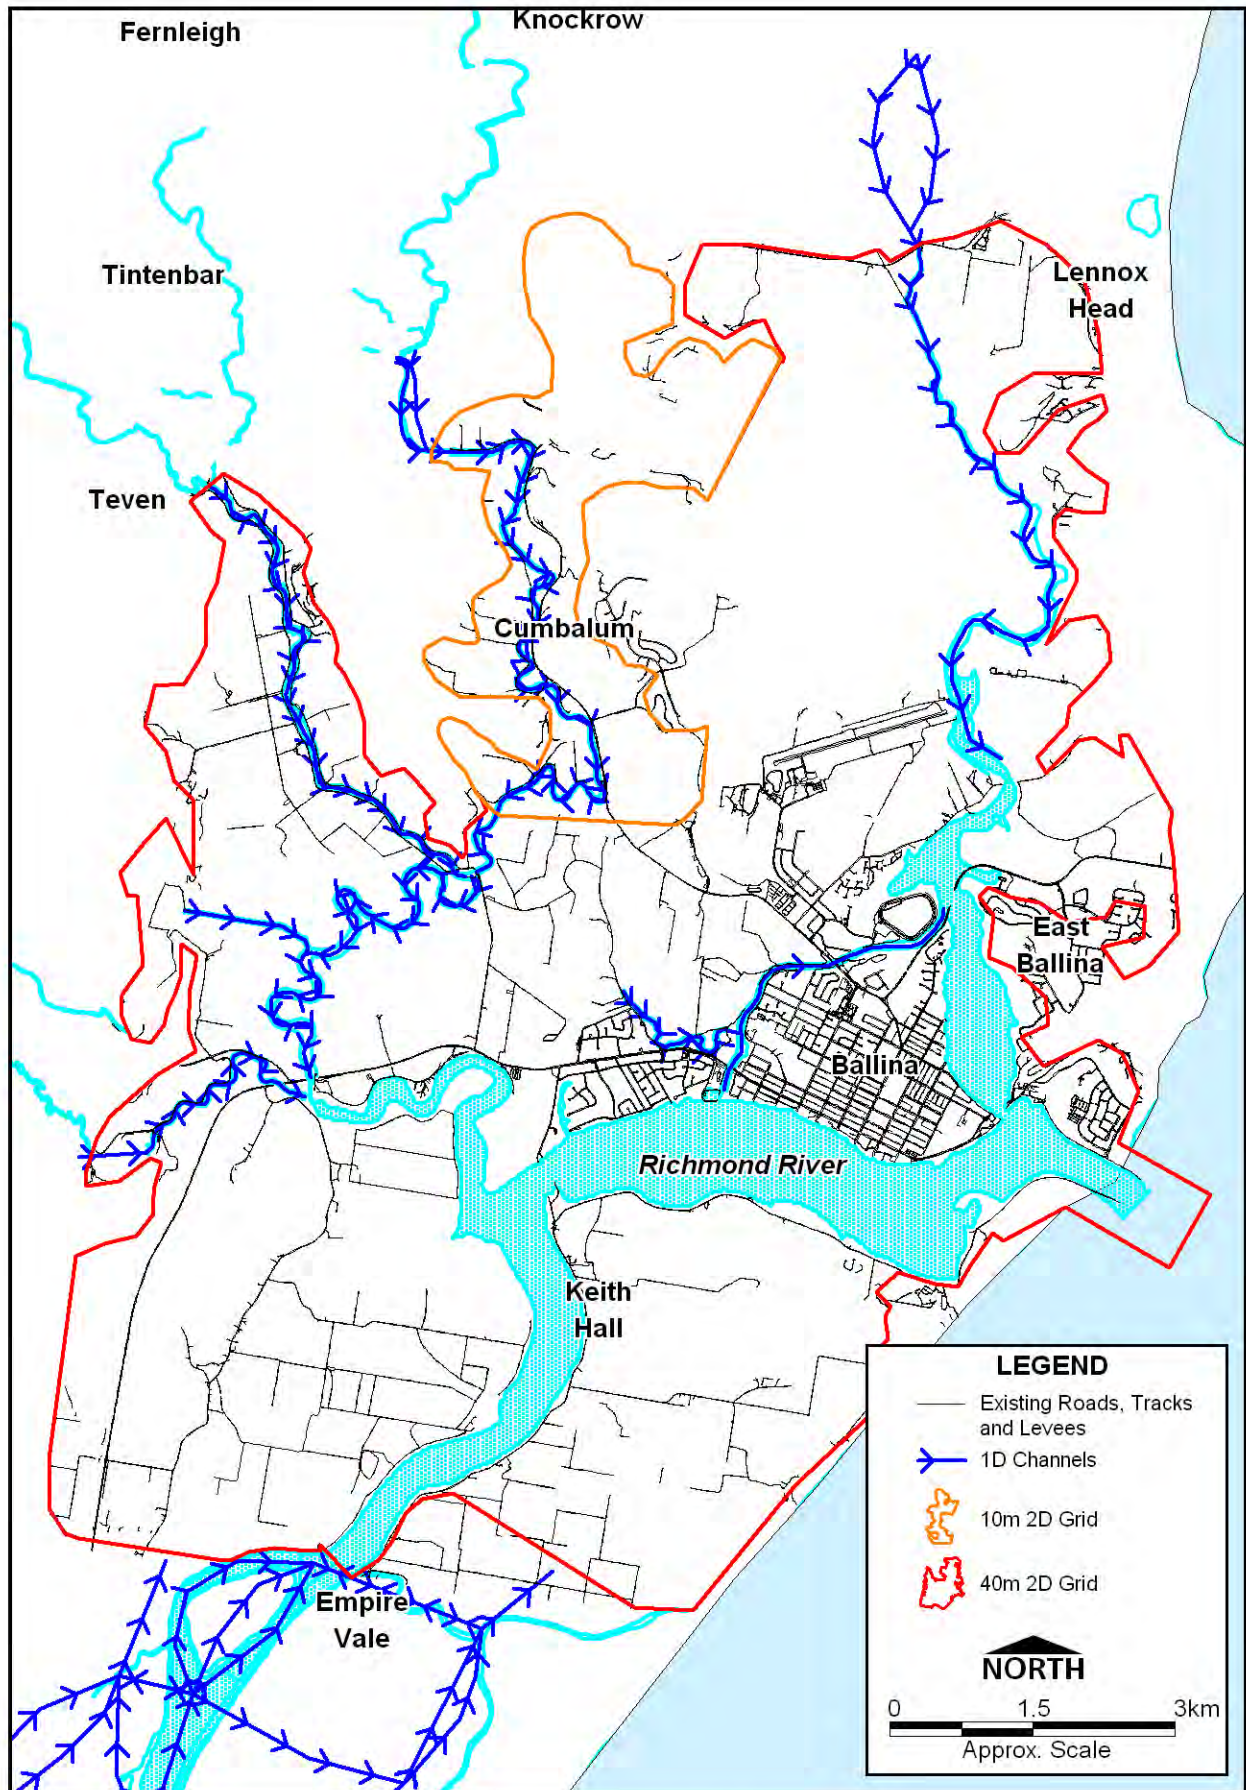 Fernleigh
Knockrow
Tintenbar
Lennox
Head
Teven
Cumbalum
East
Ballina
Ballina
Richmond River
Keith
Hall
Empire
Vale
LEGEND
Existing Roads, Tracks
and Levees
1D Channels
10m 2D Grid
40m 2D Grid
NORTH
0 1.5 3km
Approx. Scale